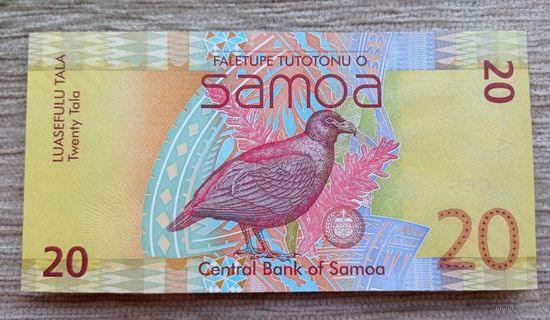 FALETUPE TUTOTONU O
samoa
20
LUASEFULU TALA
Twenty Tala
20
20
Central Bank of Samoa